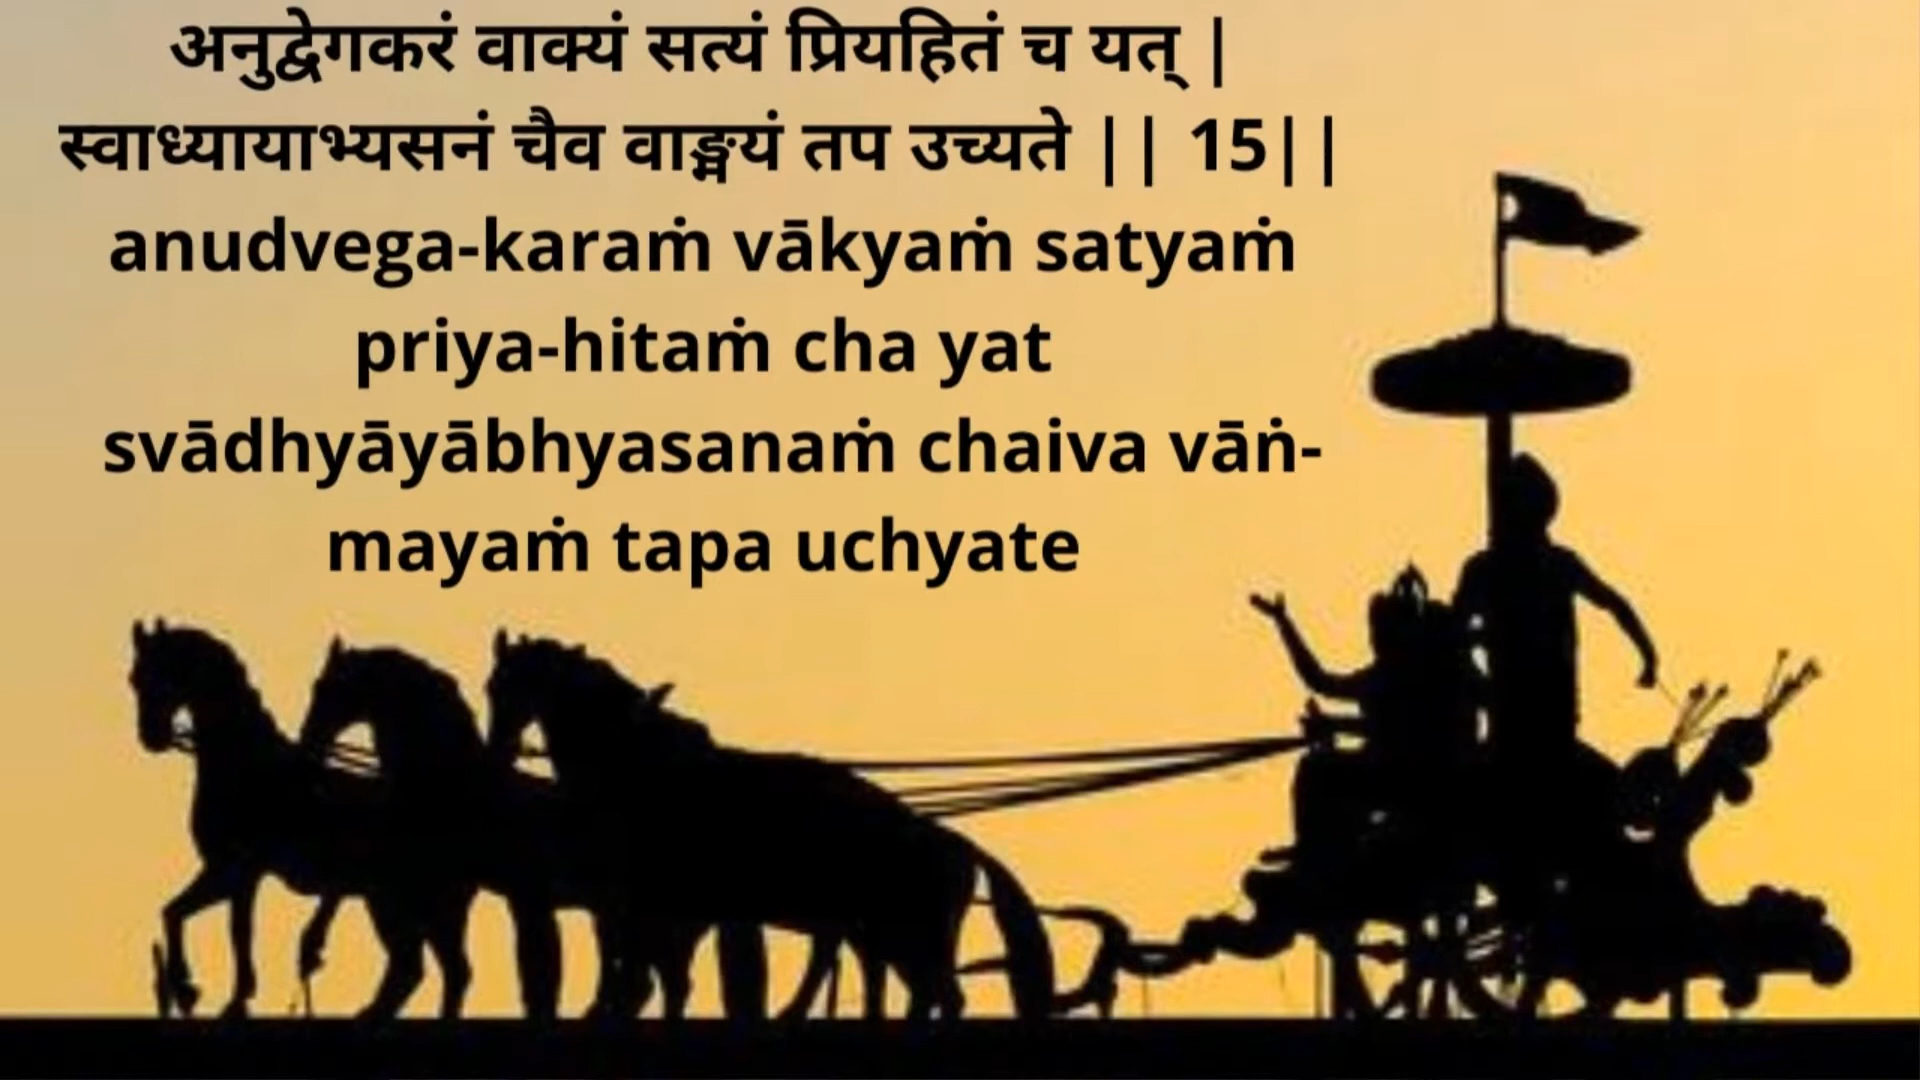 अनुद्वेगकरं वाक्यं सत्यं प्रियहितं च यत् |
स्वाध्यायाभ्यसनं चैव वाङ्मयं तप उच्यते || 15||
anudvega-karaṁ vākyaṁ satyaṁ
priya-hitaṁ cha yat
svādhyāyābhyasanaṁ chaiva vāṅ-
mayaṁ tapa uchyate